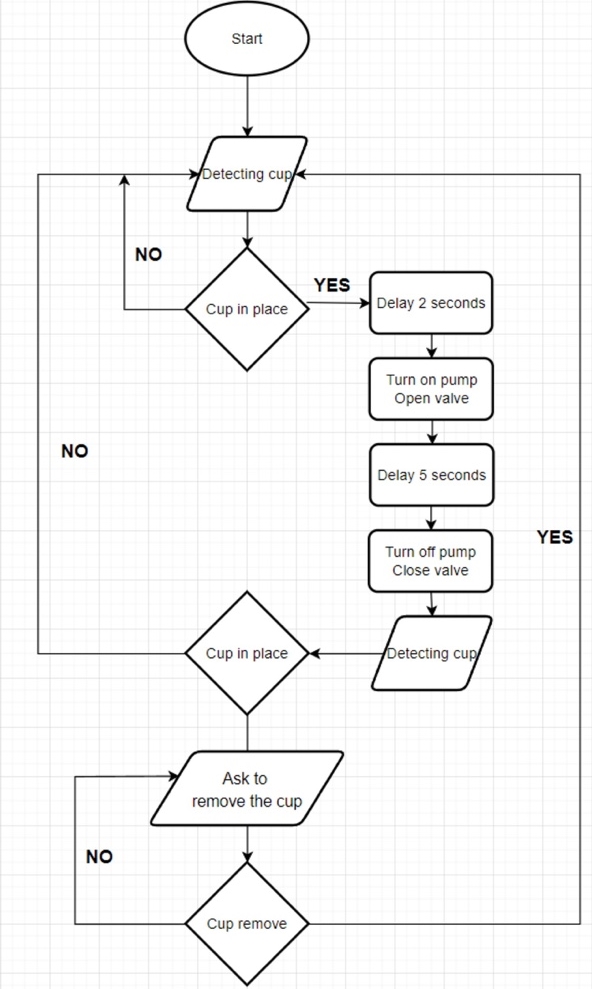 Start
Detecting cup
NO
YES
Cup in place
Delay 2 seconds
Turn on pump
Open valve
NO
Delay 5 seconds
YES
Turn off pump
Close valve
Cup in place
Detecting cup
Ask to
remove the cup
NO
Cup remove